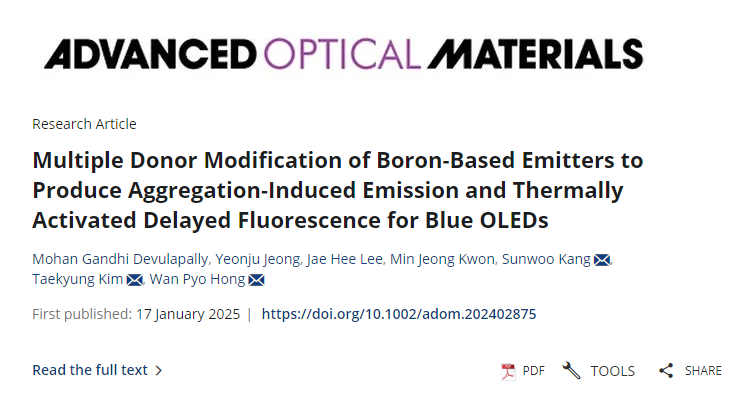 ADVANCED OPTICAL MATERIALS
Research Article
Multiple Donor Modification of Boron-Based Emitters to
Produce Aggregation-Induced Emission and Thermally
Activated Delayed Fluorescence for Blue OLEDs
Mohan Gandhi Devulapally, Yeonju Jeong, Jae Hee Lee, Min Jeong Kwon, Sunwoo Kang,
Taekyung Kim, Wan Pyo Hong
First published: 17 January 2025 | https://doi.org/10.1002/adom.202402875
Read the full text PDF TOOLS SHARE